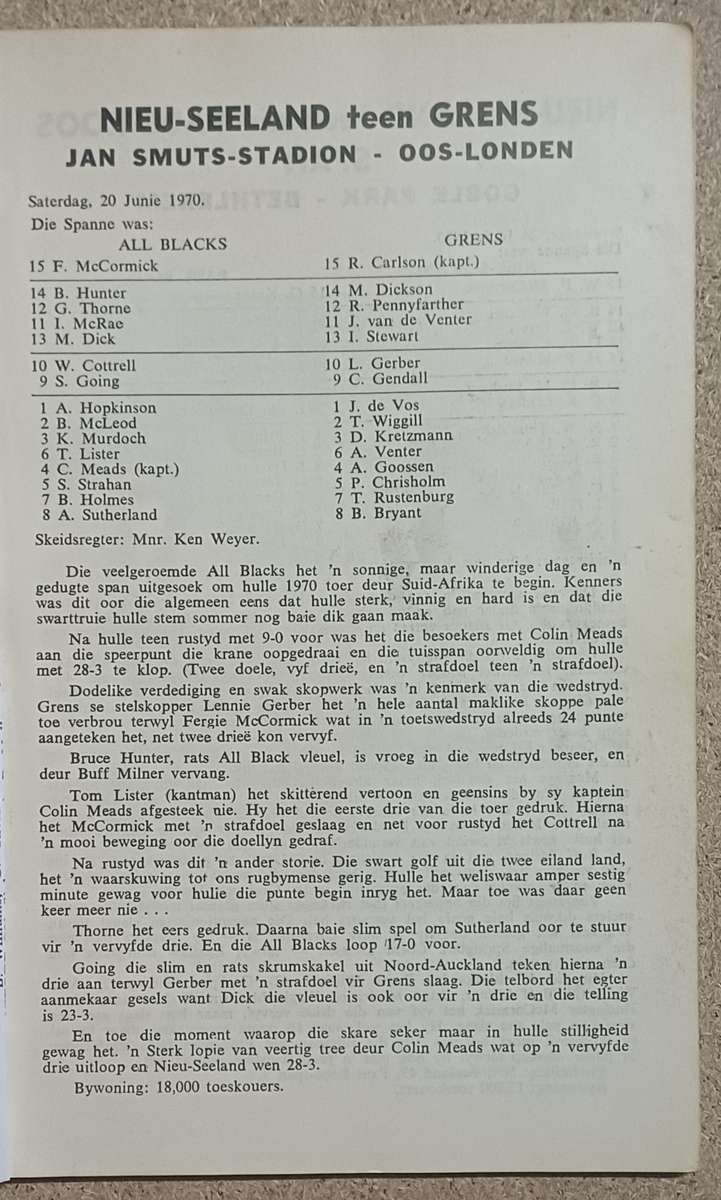 NIEU-SEELAND teen GRENS
JAN SMUTS-STADION - OOS-LONDEN
Saterdag, 20 Junie 1970.
Die Spanne was:
ALL BLACKS GRENS
15 F. McCormick 15 R. Carlson (kapt.)
14 B. Hunter 14 M. Dickson
12 G. Thorne 12 R. Pennyfarther
11 I. McRae 11 J. van de Venter
13 M. Dick 13 I. Stewart
10 W. Cottrell 10 L. Gerber
9 S. Going 9 C. Gendall
1 A. Hopkinson 1 J. de Vos
2 B. McLeod 2 T. Wiggill
3 K. Murdoch 3 D. Kretzmann
6 T. Lister 6 A. Venter
4 C. Meads (kapt.) 4 A. Goossen
5 S. Strahan 5 P. Chrisholm
7 B. Holmes 7 T. Rustenburg
8 A. Sutherland 8 B. Bryant
Skeidsregter: Mnr. Ken Weyer.
Die veelgeroemde All Blacks het 'n sonnige, maar winderige dag en 'n
gedugte span uitgesoek om hulle 1970 toer deur Suid-Afrika te begin. Kenners
was dit oor die algemeen eens dat hulle sterk, vinnig en hard is en dat die
swarttruie hulle stem sommer nog baie dik gaan maak.
Na hulle teen rustyd met 9-0 voor was het die besoekers met Colin Meads
aan die speerpunt die krane oopgedraai en die tuisspan oorweldig om hulle
met 28-3 te klop. (Twee doele, vyf drieë, en 'n strafdoel teen 'n strafdoel).
Dodelike verdediging en swak skopwerk was 'n kenmerk van die wedstryd.
Grens se stelskopper Lennie Gerber het 'n hele aantal maklike skoppe pale
toe verbrou terwyl Fergie McCormick wat in 'n toetswedstryd alreeds 24 punte
aangeteken het, net twee drieë kon vervyf.
Bruce Hunter, rats All Black vleuel, is vroeg in die wedstryd beseer, en
deur Buff Milner vervang.
Tom Lister (kantman) het skitterend vertoon en geensins by sy kaptein
Colin Meads afgesteek nie. Hy het die eerste drie van die toer gedruk. Hierna
het McCormick met 'n strafdoel geslaag en net voor rustyd het Cottrell na
'n mooi beweging oor die doellyn gedraf.
Na rustyd was dit 'n ander storie. Die swart golf uit die twee eiland land,
het 'n waarskuwing tot ons rugbymense gerig. Hulle het weliswaar amper sestig
minute gewag voor hulle die punte begin inryg het. Maar toe was daar geen
keer meer nie . . .
Thorne het eers gedruk. Daarna baie slim spel om Sutherland oor te stuur
vir 'n vervyfde drie. En die All Blacks loop 17-0 voor.
Going die slim en rats skrumskakel uit Noord-Auckland teken hierna 'n
drie aan terwyl Gerber met 'n strafdoel vir Grens slaag. Die telbord het egter
aanmekaar gesels want Dick die vleuel is ook oor vir 'n drie en die telling
is 23-3.
En toe die moment waarop die skare seker maar in hulle stilligheid
gewag het. 'n Sterk lopie van veertig tree deur Colin Meads wat op 'n vervyfde
drie uitloop en Nieu-Seeland wen 28-3.
Bywoning: 18,000 toeskouers.